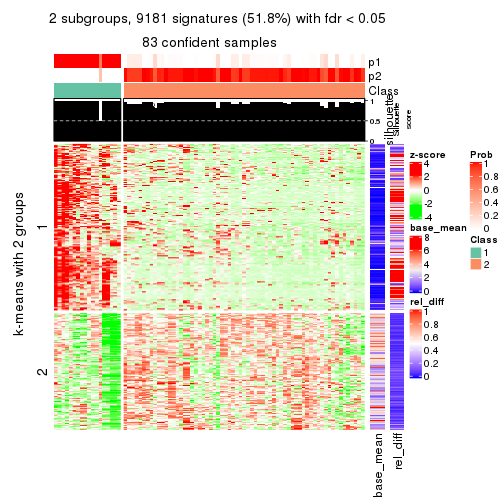 2 subgroups, 9181 signatures (51.8%) with fdr < 0.05
83 confident samples
p1
p2
Class
1
0.5
0
silhouette
Silhouette
score
k-means with 2 groups
1
2
base_mean
rel_diff
z-score
4
2
0
-2
-4
base_mean
8
6
4
2
0
rel_diff
1
0.8
0.6
0.4
0.2
0
Prob
1
0.8
0.6
0.4
0.2
0
Class
1
2